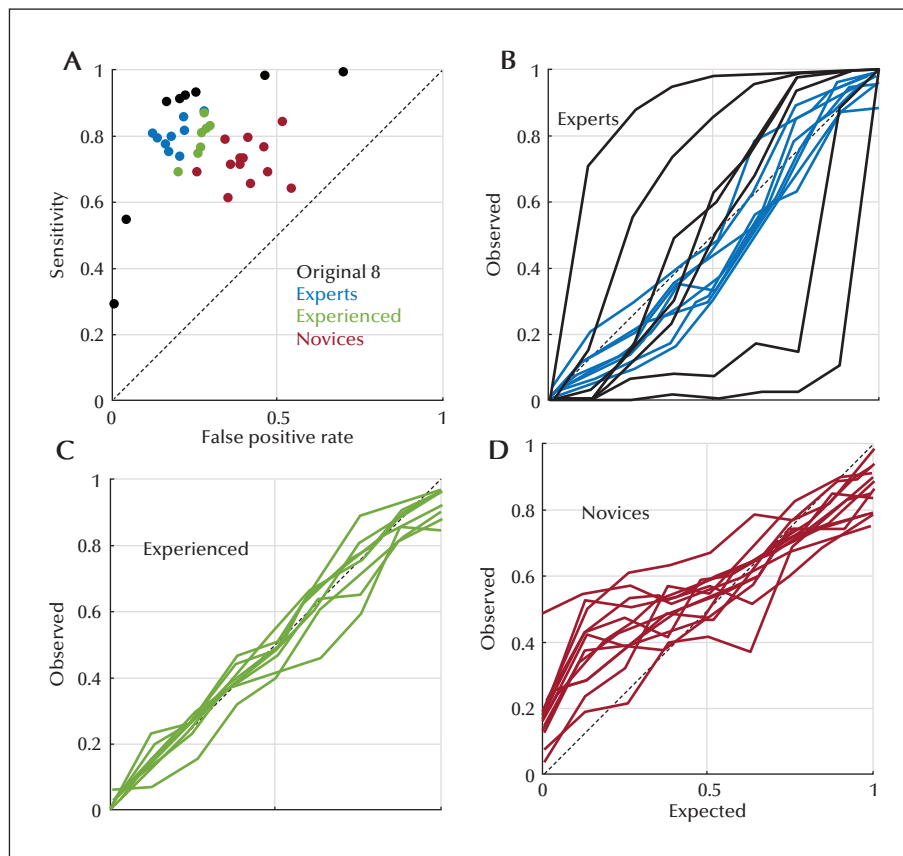 A
1
0.8
0.6
0.4
0.2
0
Sensitivity
Original 8
Experts
Experienced
Novices
0
0.5
1
False positive rate
B
1
0.8
0.6
0.4
0.2
0
Observed
Experts
C
1
0.8
0.6
0.4
0.2
0
Observed
Experienced
D
1
0.8
0.6
0.4
0.2
0
Observed
Novices
0
0.5
1
Expected